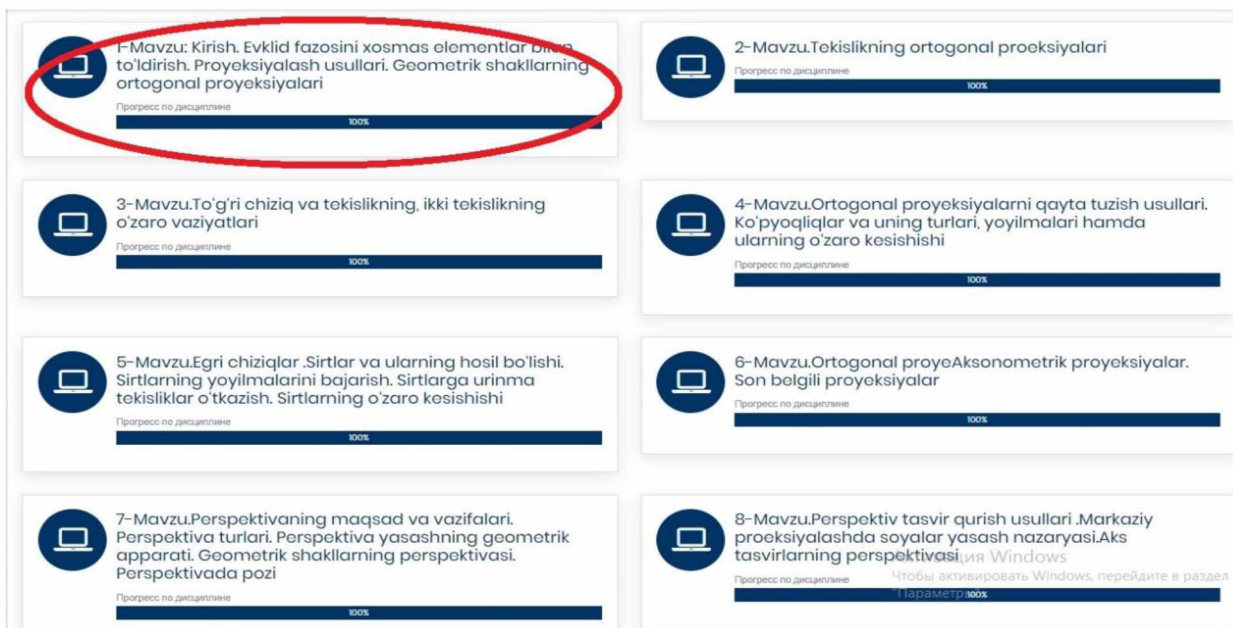 1-Mavzu: Kirish. Evklid fazosini xosmas elementlar bilan
to'ldirish. Proyeksiyalash usullari. Geometrik shakllarning
ortogonal proyeksiyalari
Прогресс по дисциплине
100%
2-Mavzu.Tekislikning ortogonal proeksiyalari
Прогресс по дисциплине
100%
3-Mavzu.To'g'ri chiziq va tekislikning, ikki tekislikning
o'zaro vaziyatlari
Прогресс по дисциплине
100%
4-Mavzu.Ortogonal proyeksiyalarni qayta tuzish usullari.
Ko'pyoqliqlar va uning turlari, yoyilmalari hamda
ularning o'zaro kesishishi
Прогресс по дисциплине
100%
5-Mavzu.Egri chiziqlar .Sirtlar va ularning hosil bo'lishi.
Sirtlarning yoyilmalarini bajarish. Sirtlarga urinma
tekisliklar o'tkazish. Sirtlarning o'zaro kesishishi
Прогресс по дисциплине
100%
6-Mavzu.Ortogonal proyeAksonometrik proyeksiyalar.
Son belgili proyeksiyalar
Прогресс по дисциплине
100%
7-Mavzu.Perspektivaning maqsad va vazifalari.
Perspektiva turlari. Perspektiva yasashning geometrik
apparati. Geometrik shakllarning perspektivasi.
Perspektivada pozi
Прогресс по дисциплине
100%
8-Mavzu.Perspektiv tasvir qurish usullari .Markaziy
proeksiyalashda soyalar yasash nazaryasi.Aks
tasvirlarning perspektivasi
Прогресс по дисциплине
100%
Windows
Чтобы активировать Windows, перейдите в раздел